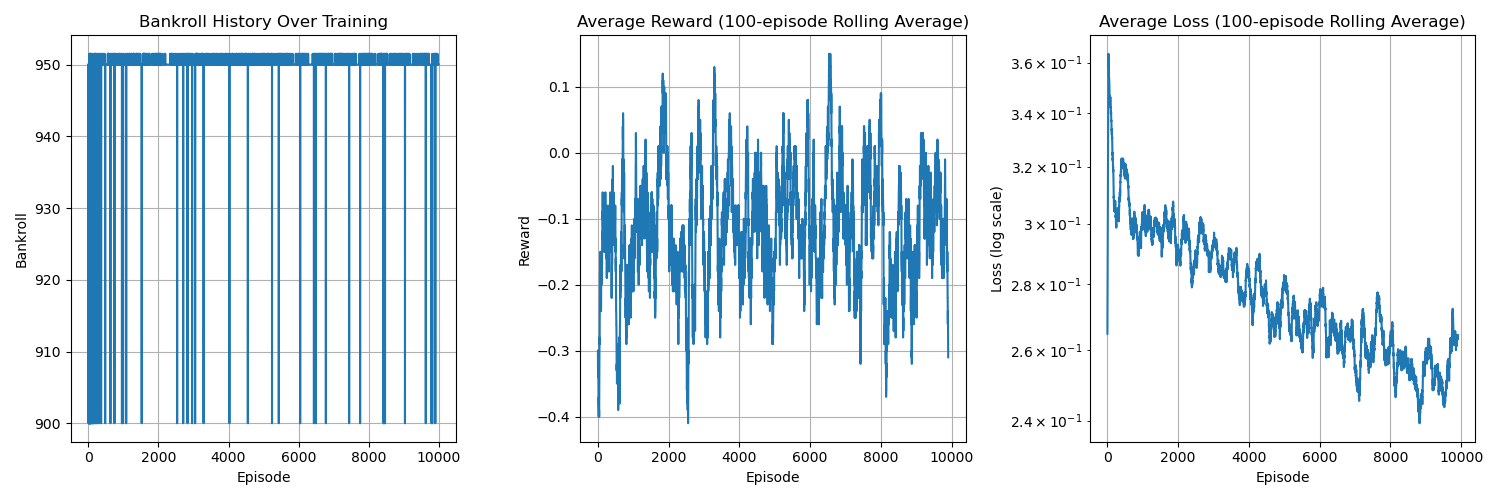 Bankroll History Over Training
Bankroll
950
940
930
920
910
900
0
2000
4000
6000
8000
10000
Episode
Average Reward (100-episode Rolling Average)
Reward
0.1
0.0
−0.1
−0.2
−0.3
−0.4
0
2000
4000
6000
8000
10000
Episode
Average Loss (100-episode Rolling Average)
Loss (log scale)
3.6 × 10⁻¹
3.4 × 10⁻¹
3.2 × 10⁻¹
3 × 10⁻¹
2.8 × 10⁻¹
2.6 × 10⁻¹
2.4 × 10⁻¹
0
2000
4000
6000
8000
10000
Episode